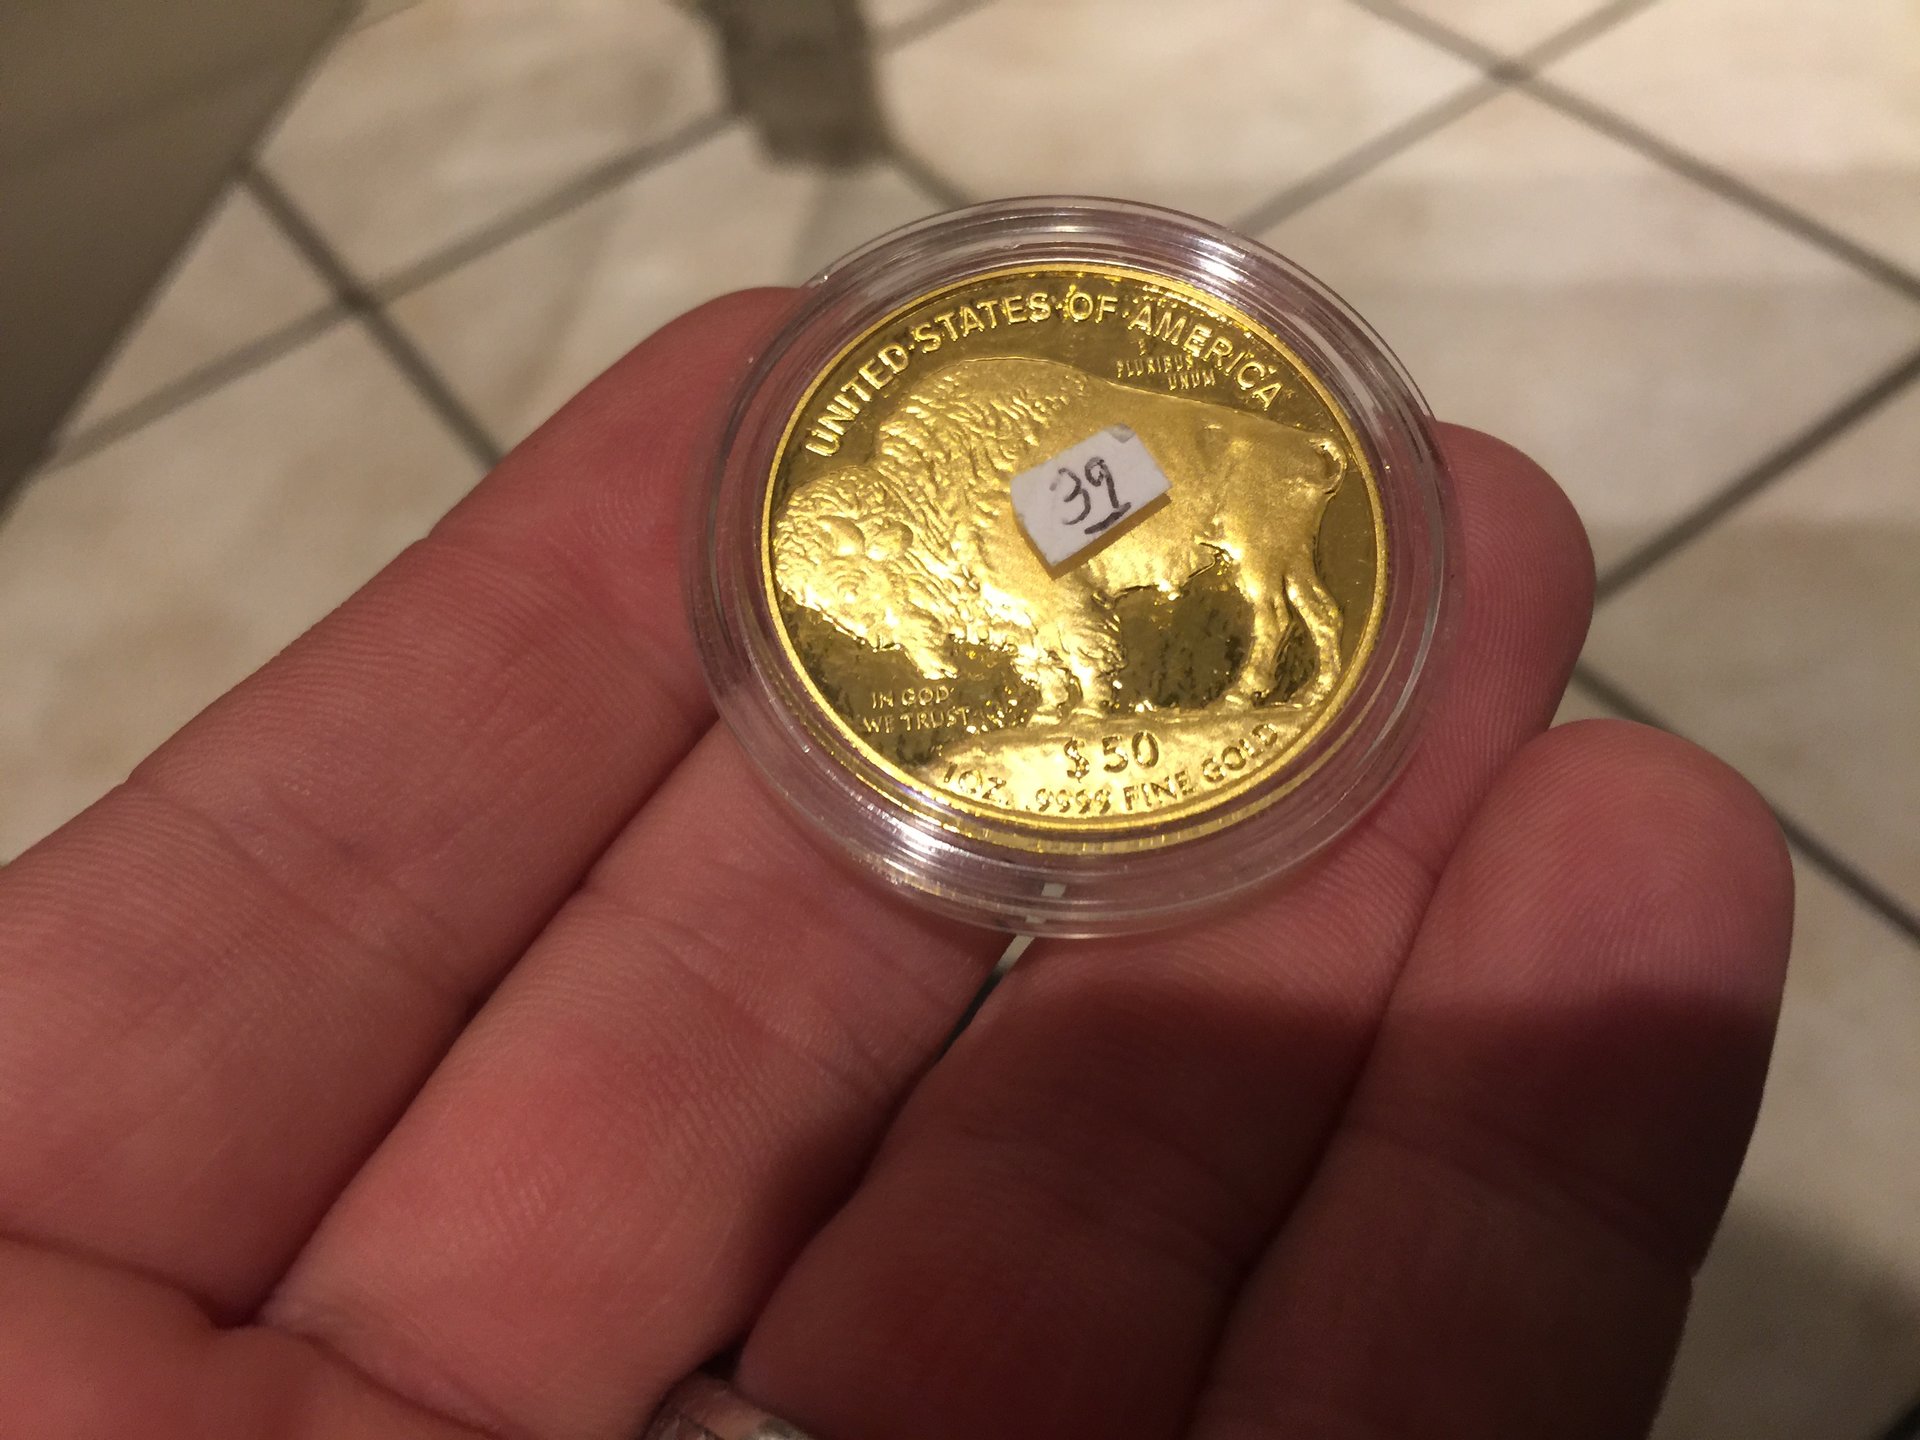 UNITED·STATES·OF·AMERICA
E
PLURIBUS
UNUM
39
IN GOD
WE TRUST
$50
1 OZ. .9999 FINE GOLD